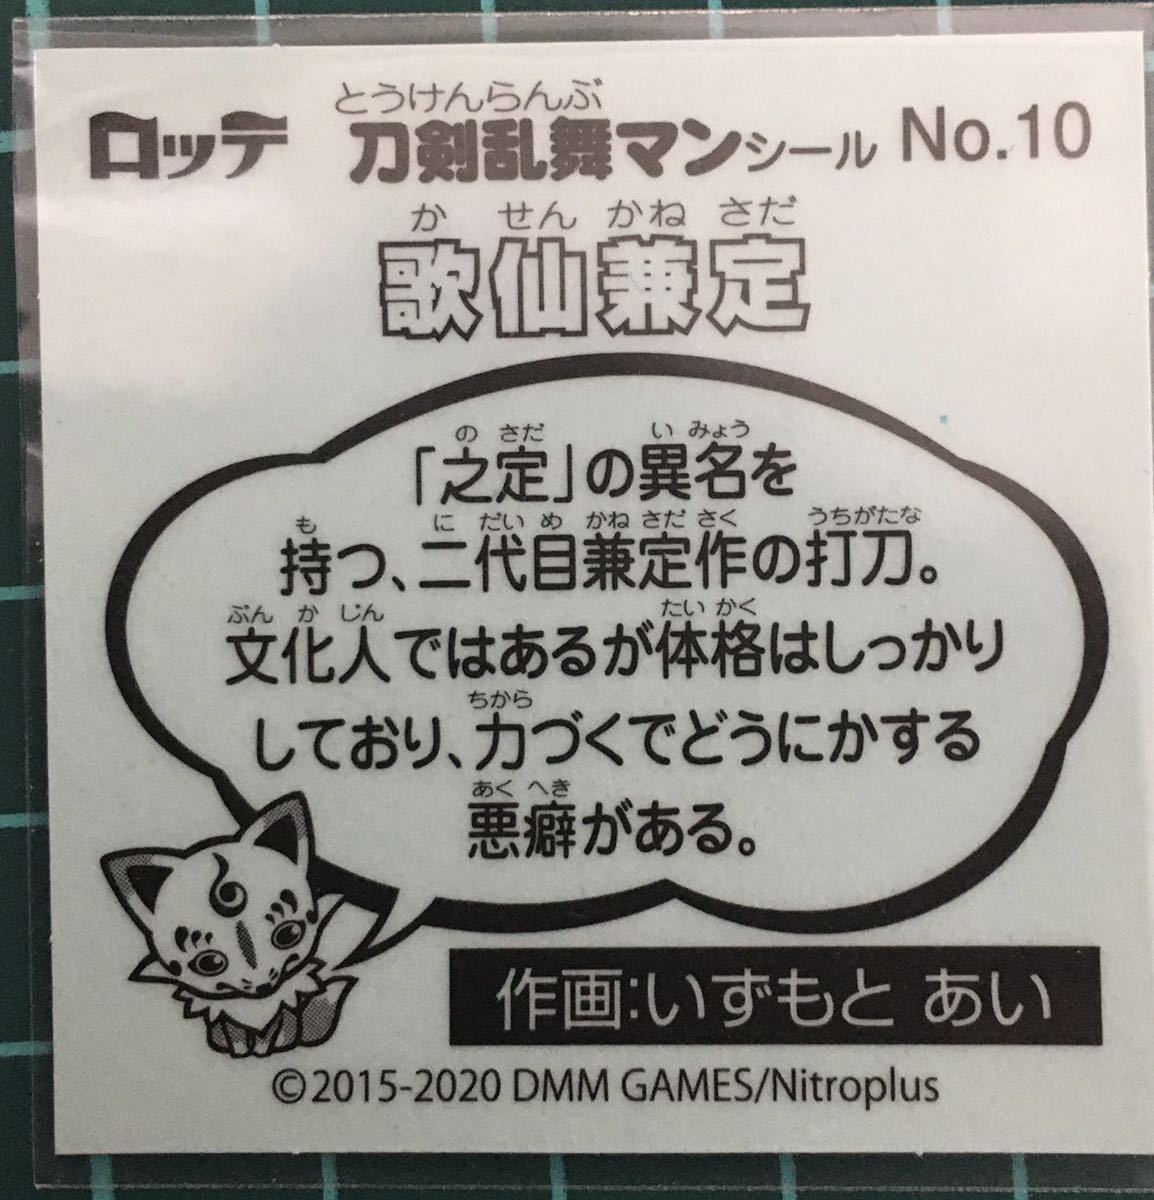 とうけんらんぶ
ロッテ 刀剣乱舞マンシール No.10
か せん かね さだ
歌仙兼定
の さだ い みょう
「之定」の異名を
も に だい め かね さだ さく うちがたな
持つ、二代目兼定作の打刀。
ぶん か じん たい かく
文化人ではあるが体格はしっかり
ちから
しており、力づくでどうにかする
あく へき
悪癖がある。
作画:いずもと あい
©2015-2020 DMM GAMES/Nitroplus